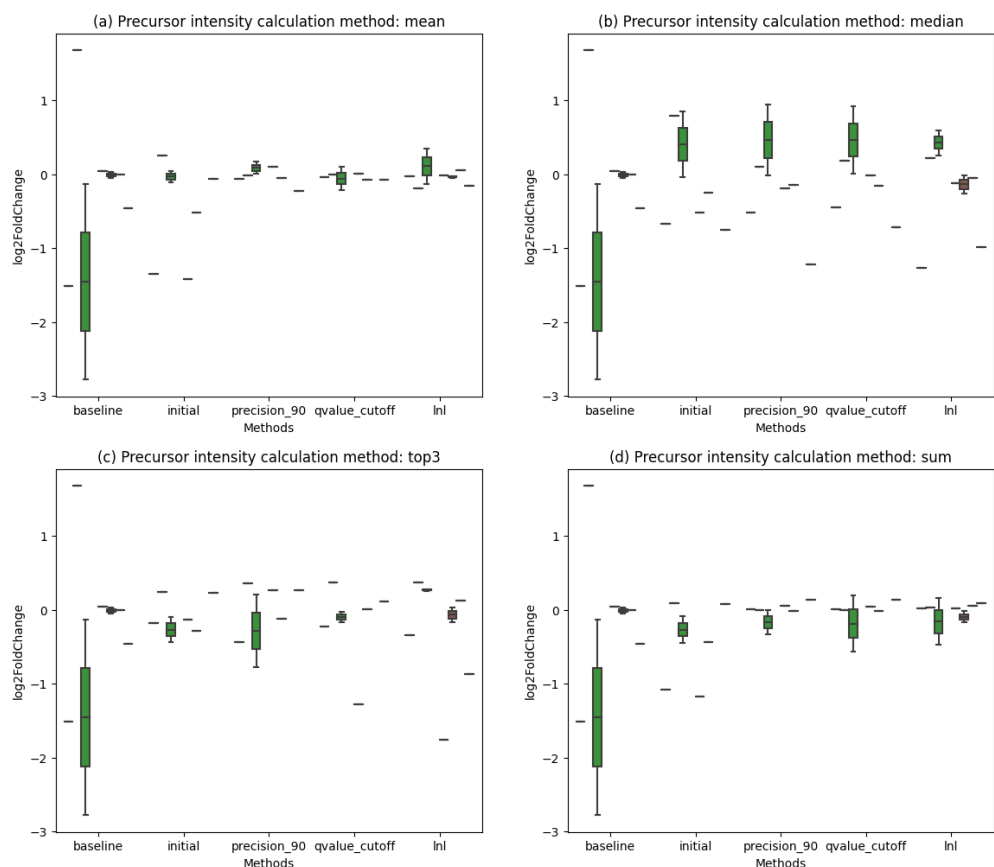 (a) Precursor intensity calculation method: mean
log2FoldChange
1
0
−1
−2
−3
baseline initial precision_90 qvalue_cutoff lnl
Methods
(b) Precursor intensity calculation method: median
log2FoldChange
1
0
−1
−2
−3
baseline initial precision_90 qvalue_cutoff lnl
Methods
(c) Precursor intensity calculation method: top3
log2FoldChange
1
0
−1
−2
−3
baseline initial precision_90 qvalue_cutoff lnl
Methods
(d) Precursor intensity calculation method: sum
log2FoldChange
1
0
−1
−2
−3
baseline initial precision_90 qvalue_cutoff lnl
Methods